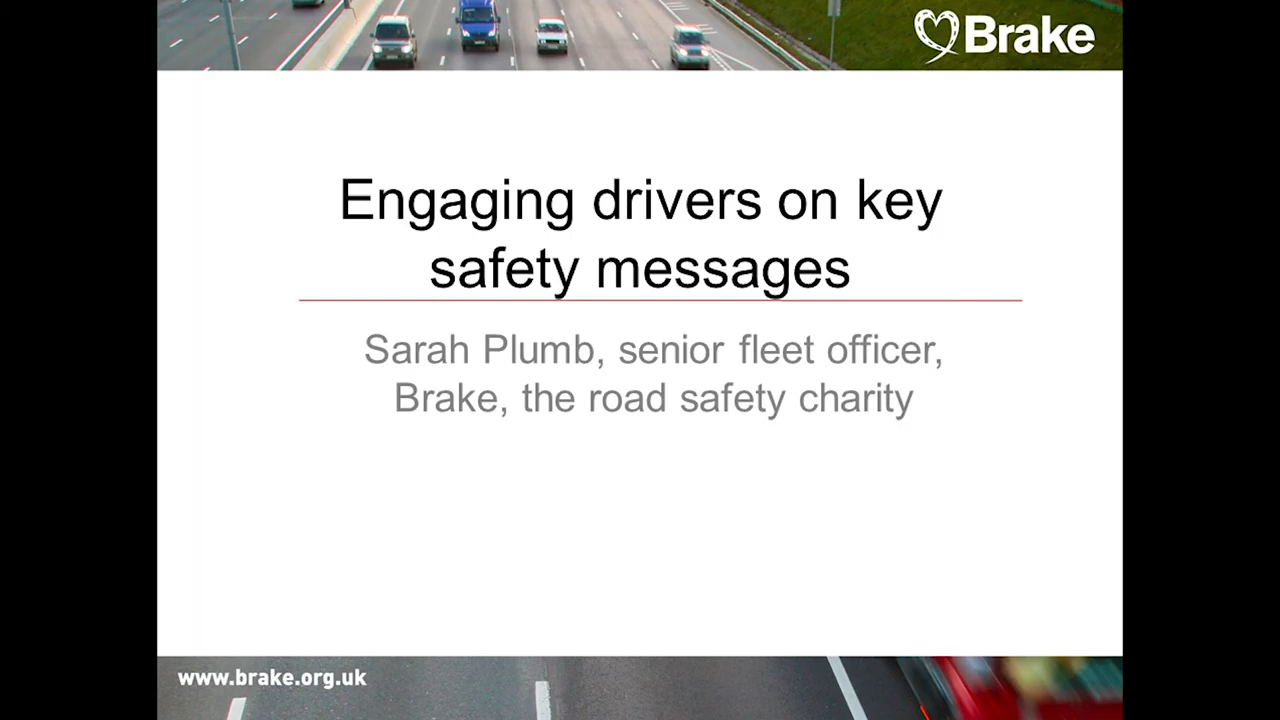 Brake
Engaging drivers on key
safety messages
Sarah Plumb, senior fleet officer,
Brake, the road safety charity
www.brake.org.uk